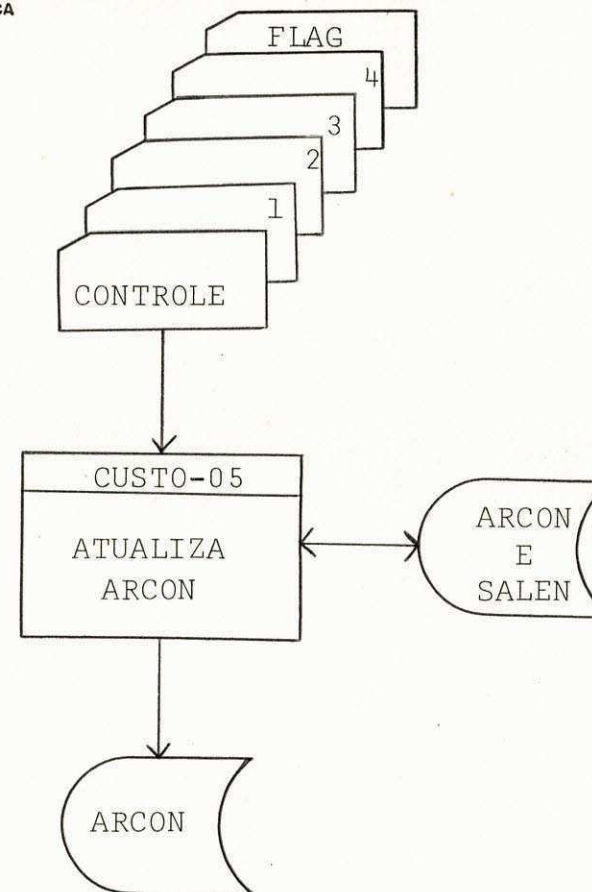 FLAG
4
3
2
1
CONTROLE
CUSTO-05
ATUALIZA
ARCON
ARCON
E
SALEN
ARCON